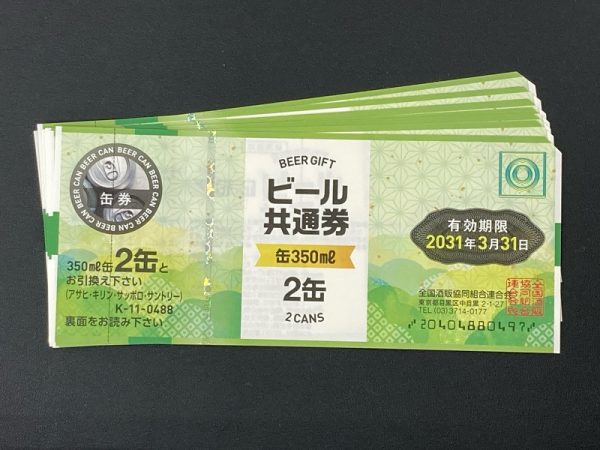 BEER CAN BEER CAN BEER CAN BEER CAN BEER CAN
缶券
350mℓ缶2缶と
お引換え下さい
(アサヒ・キリン・サッポロ・サントリー)
K-11-0488
裏面をお読み下さい
BEER GIFT
ビール
共通券
缶350mℓ
2缶
2 CANS
有効期限
2031年3月31日
全国酒販協同組合連合会
東京都目黒区中目黒2-1-27
TEL (03) 3714-0177
20404880497